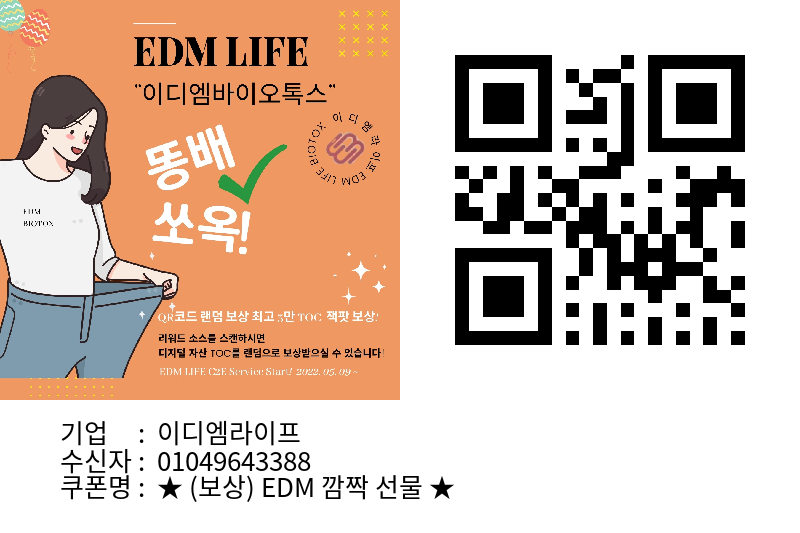 EDM LIFE
"이디엠바이오톡스"
이디엠라이프 EDM LIFE BIOTOX
똥배
쏘옥!
EDM
BIOTOX
QR코드 랜덤 보상 최고 5만 TOC 잭팟 보상!
리워드 소스를 스캔하시면
디지털 자산 TOC를 랜덤으로 보상받으실 수 있습니다!
EDM LIFE C2E Service Start! 2022. 05. 09 ~
기업 : 이디엠라이프
수신자 : 01049643388
쿠폰명 : ★ (보상) EDM 깜짝 선물 ★